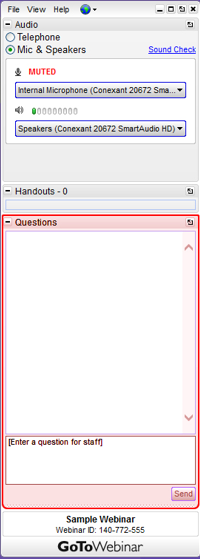 File View Help
Audio
Telephone
Mic & Speakers Sound Check
MUTED
Internal Microphone (Conexant 20672 Sma...
Speakers (Conexant 20672 SmartAudio HD)
Handouts - 0
Questions
[Enter a question for staff]
Send
Sample Webinar
Webinar ID: 140-772-555
GoToWebinar